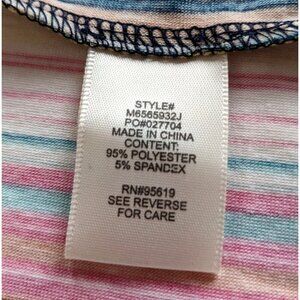 STYLE#
M6565932J
PO#027704
MADE IN CHINA
CONTENT:
95% POLYESTER
5% SPANDEX
RN#95619
SEE REVERSE
FOR CARE